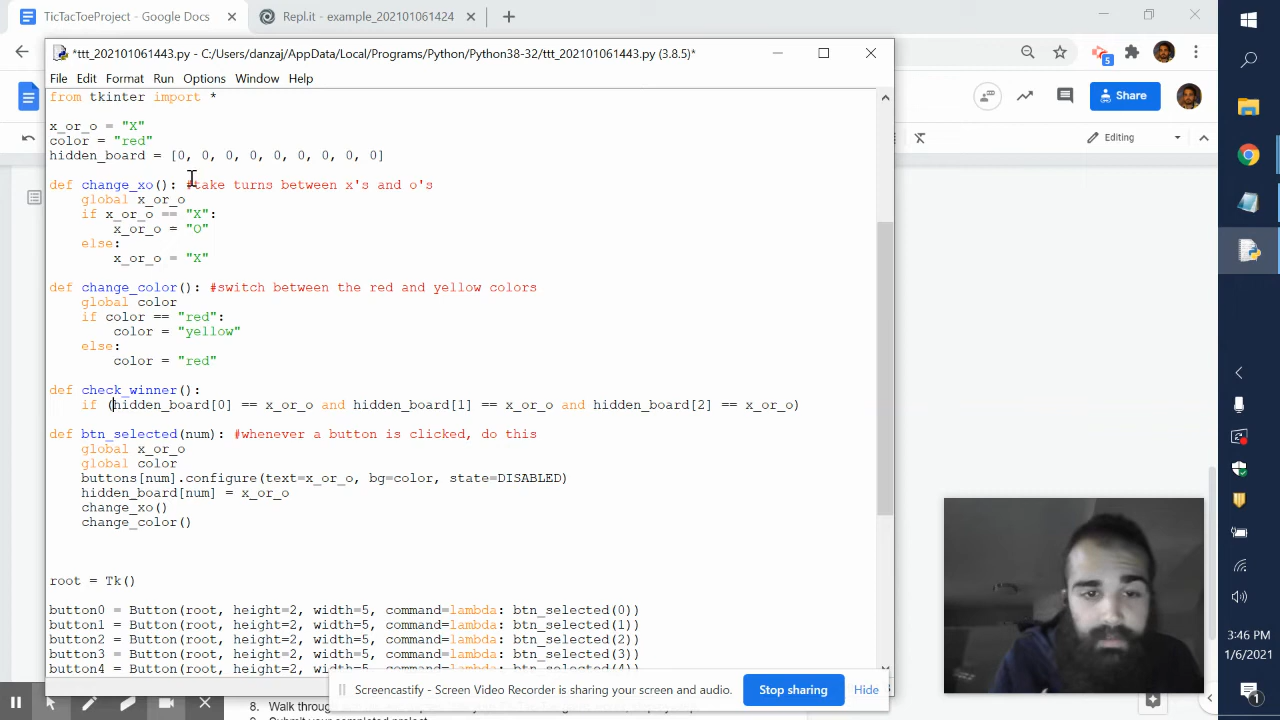 TicTacToeProject - Google Docs
Repl.it - example_202101061424
*ttt_202101061443.py - C:/Users/danzaj/AppData/Local/Programs/Python/Python38-32/ttt_202101061443.py (3.8.5)*
File Edit Format Run Options Window Help
5
Share
Editing
from tkinter import *
x_or_o = "X"
color = "red"
hidden_board = [0, 0, 0, 0, 0, 0, 0, 0, 0]
def change_xo(): #take turns between x's and o's
global x_or_o
if x_or_o == "X":
x_or_o = "O"
else:
x_or_o = "X"
def change_color(): #switch between the red and yellow colors
global color
if color == "red":
color = "yellow"
else:
color = "red"
def check_winner():
if (hidden_board[0] == x_or_o and hidden_board[1] == x_or_o and hidden_board[2] == x_or_o)
def btn_selected(num): #whenever a button is clicked, do this
global x_or_o
global color
buttons[num].configure(text=x_or_o, bg=color, state=DISABLED)
hidden_board[num] = x_or_o
change_xo()
change_color()
root = Tk()
button0 = Button(root, height=2, width=5, command=lambda: btn_selected(0))
button1 = Button(root, height=2, width=5, command=lambda: btn_selected(1))
button2 = Button(root, height=2, width=5, command=lambda: btn_selected(2))
button3 = Button(root, height=2, width=5, command=lambda: btn_selected(3))
button4 = Button(root, height=2, width=5, command=lambda: btn_selected(4))
Screencastify - Screen Video Recorder is sharing your screen and audio.
Stop sharing
Hide
8. Walk through
Submit your completed project
3:46 PM
1/6/2021
1